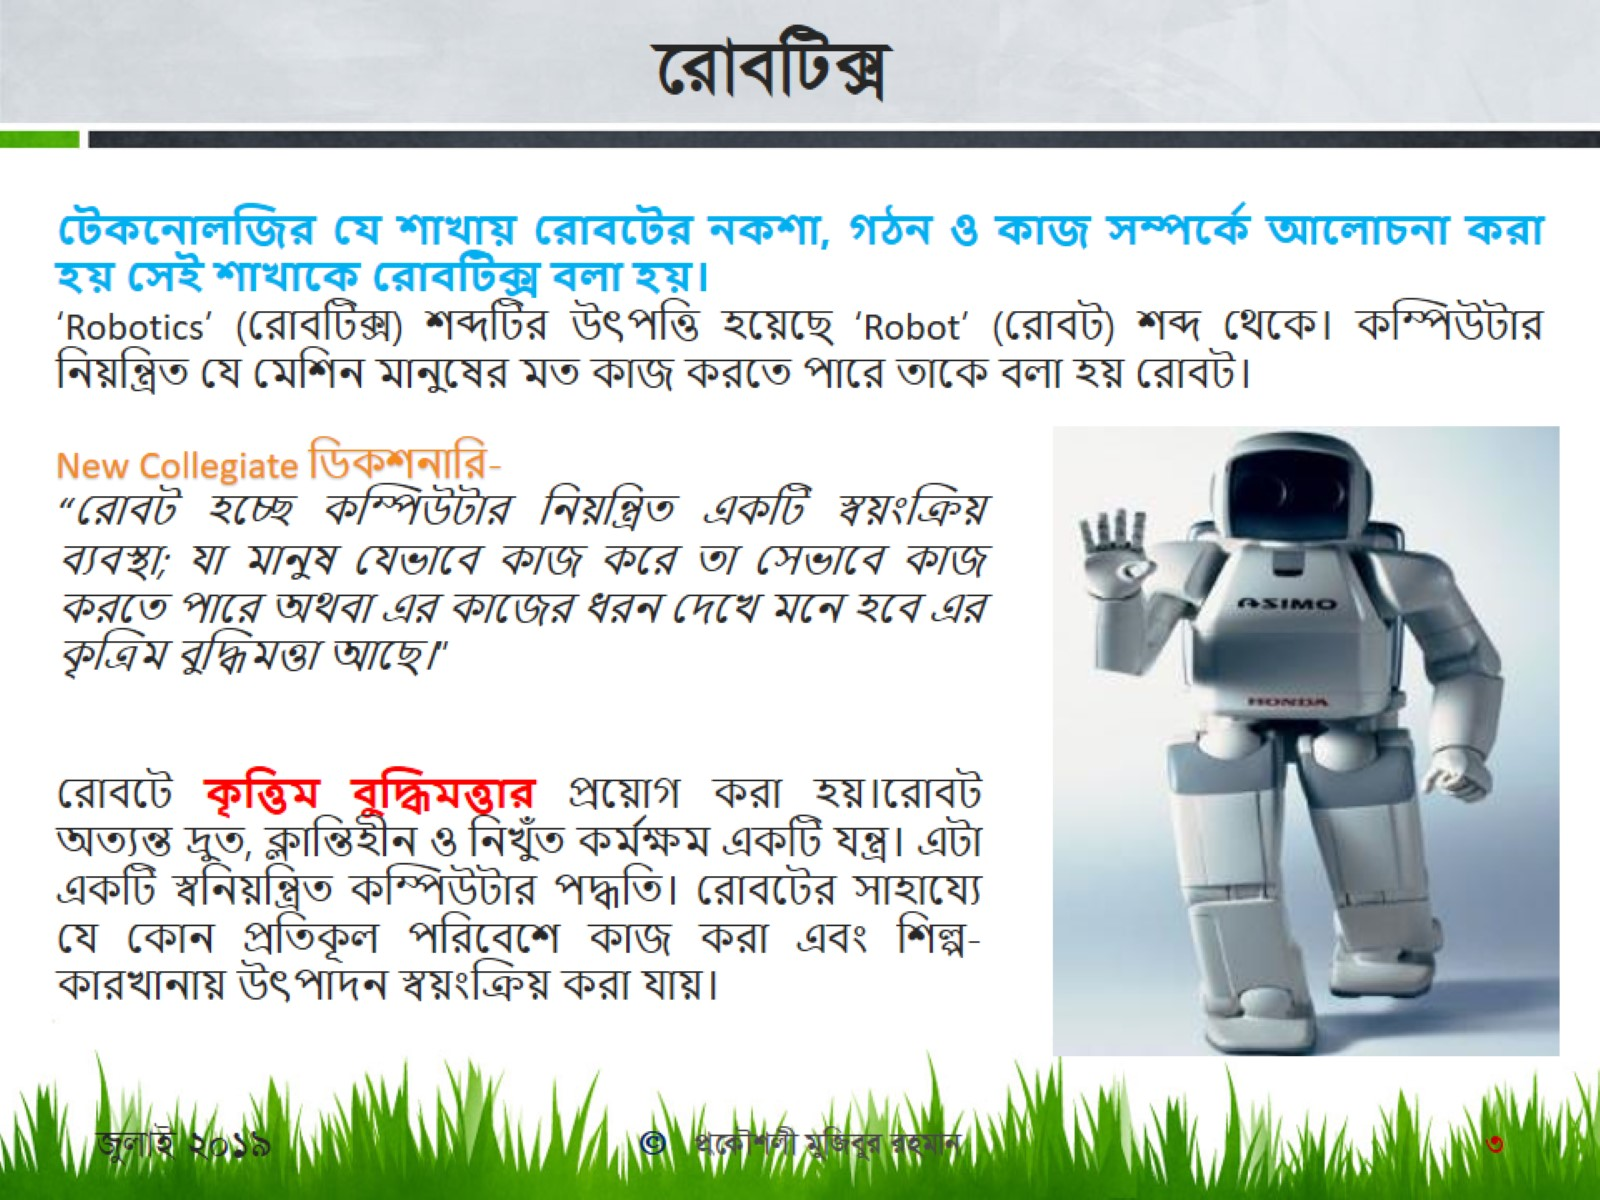 রোবটিক্স
টেকনোলজির যে শাখায় রোবটের নকশা, গঠন ও কাজ সম্পর্কে আলোচনা করা
হয় সেই শাখাকে রোবটিক্স বলা হয়।
‘Robotics’ (রোবটিক্স) শব্দটির উৎপত্তি হয়েছে ‘Robot’ (রোবট) শব্দ থেকে। কম্পিউটার
নিয়ন্ত্রিত যে মেশিন মানুষের মত কাজ করতে পারে তাকে বলা হয় রোবট।
New Collegiate ডিকশনারি-
“রোবট হচ্ছে কম্পিউটার নিয়ন্ত্রিত একটি স্বয়ংক্রিয়
ব্যবস্থা; যা মানুষ যেভাবে কাজ করে তা সেভাবে কাজ
করতে পারে অথবা এর কাজের ধরন দেখে মনে হবে এর
কৃত্রিম বুদ্ধিমত্তা আছে।”
ASIMO
HONDA
রোবটে কৃত্তিম বুদ্ধিমত্তার প্রয়োগ করা হয়।রোবট
অত্যন্ত দ্রুত, ক্লান্তিহীন ও নিখুঁত কর্মক্ষম একটি যন্ত্র। এটা
একটি স্বনিয়ন্ত্রিত কম্পিউটার পদ্ধতি। রোবটের সাহায্যে
যে কোন প্রতিকূল পরিবেশে কাজ করা এবং শিল্প-
কারখানায় উৎপাদন স্বয়ংক্রিয় করা যায়।
জুলাই ২০১৯
© প্রকৌশলী মুজিবুর রহমান
৩